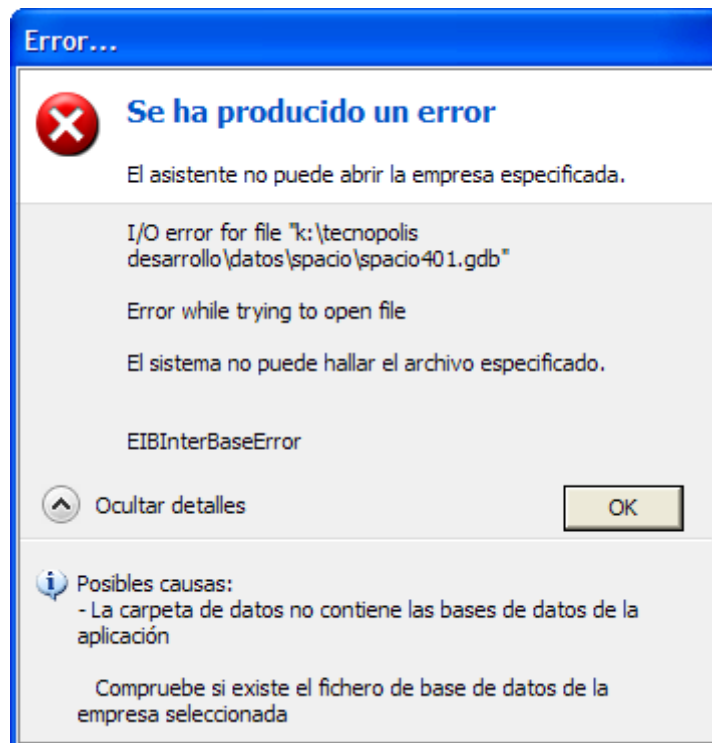 Error...
Se ha producido un error
El asistente no puede abrir la empresa especificada.
I/O error for file "k:\tecnopolis
desarrollo\datos\spacio\spacio401.gdb"
Error while trying to open file
El sistema no puede hallar el archivo especificado.
EIBInterBaseError
Ocultar detalles
OK
Posibles causas:
- La carpeta de datos no contiene las bases de datos de la
aplicación
Compruebe si existe el fichero de base de datos de la
empresa seleccionada